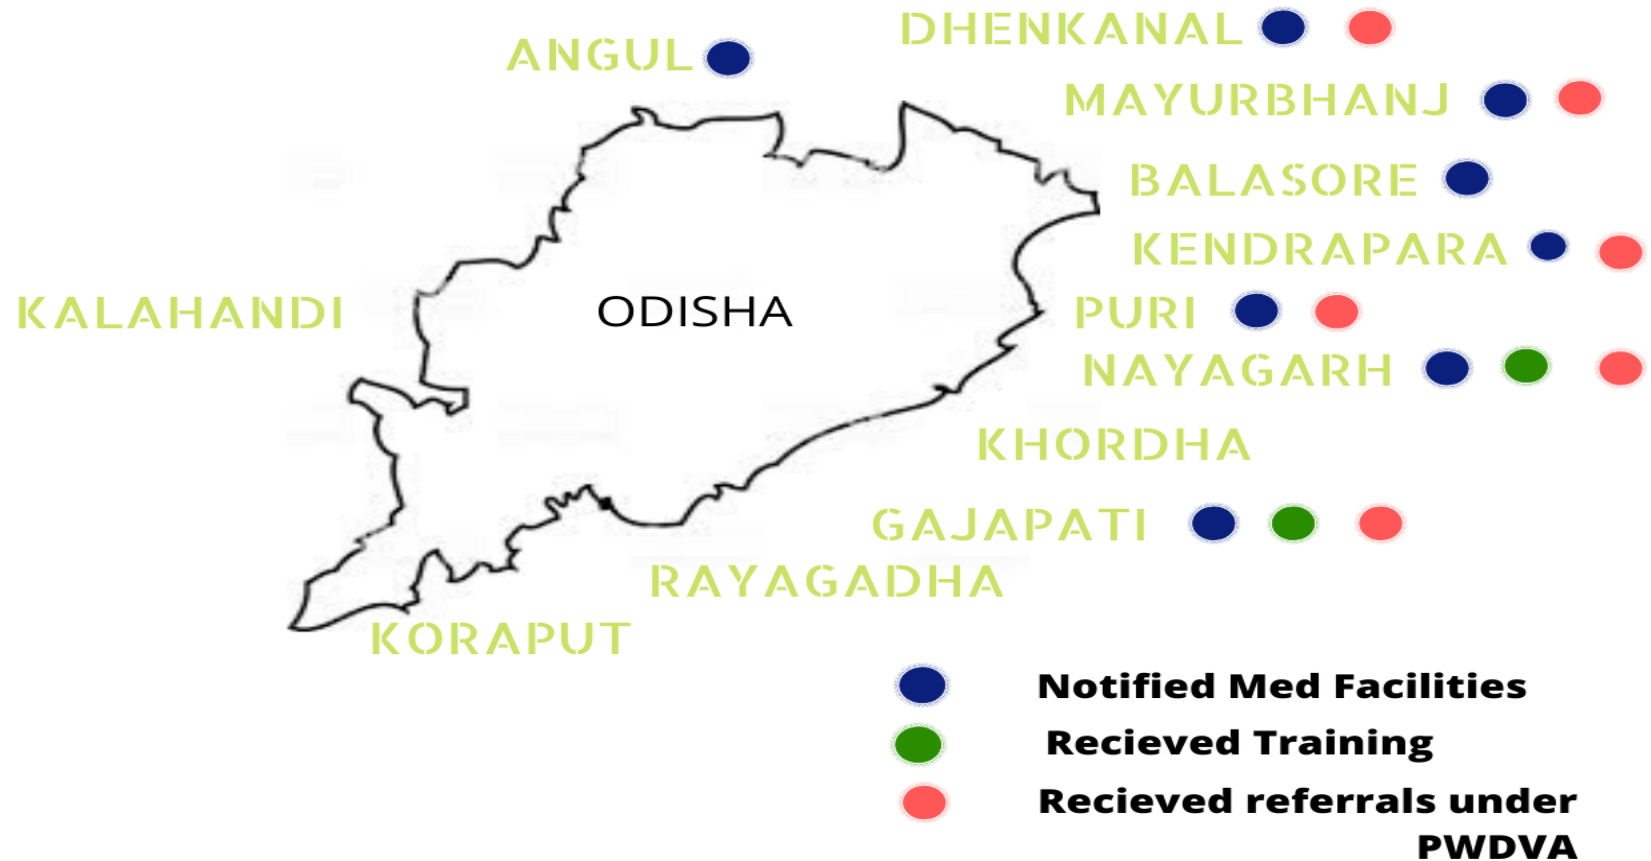 DHENKANAL
ANGUL
MAYURBHANJ
BALASORE
KENDRAPARA
KALAHANDI
ODISHA
PURI
NAYAGARH
KHORDHA
GAJAPATI
RAYAGADHA
KORAPUT
Notified Med Facilities
Recieved Training
Recieved referrals under
PWDVA